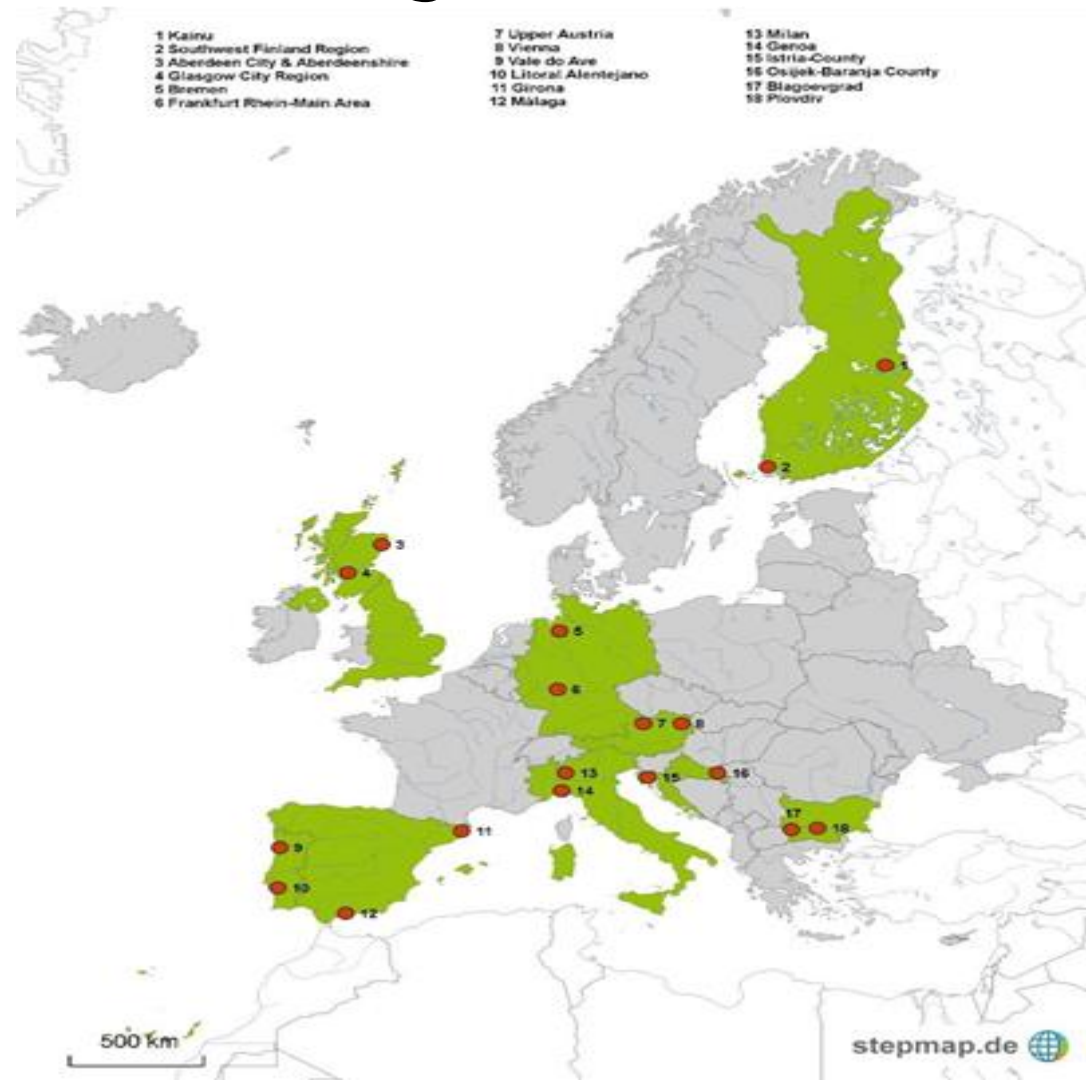 1 Kainu
2 Southwest Finland Region
3 Aberdeen City & Aberdeenshire
4 Glasgow City Region
5 Bremen
6 Frankfurt Rhein-Main Area
7 Upper Austria
8 Vienna
9 Vale do Ave
10 Litoral Alentejano
11 Girona
12 Málaga
13 Milan
14 Genoa
15 Istria-County
16 Osijek-Baranja County
17 Blagoevgrad
18 Plovdiv
1
2
3
4
5
6
7 8
13 15 16
14
17
11 18
9
10
12
500 km
stepmap.de